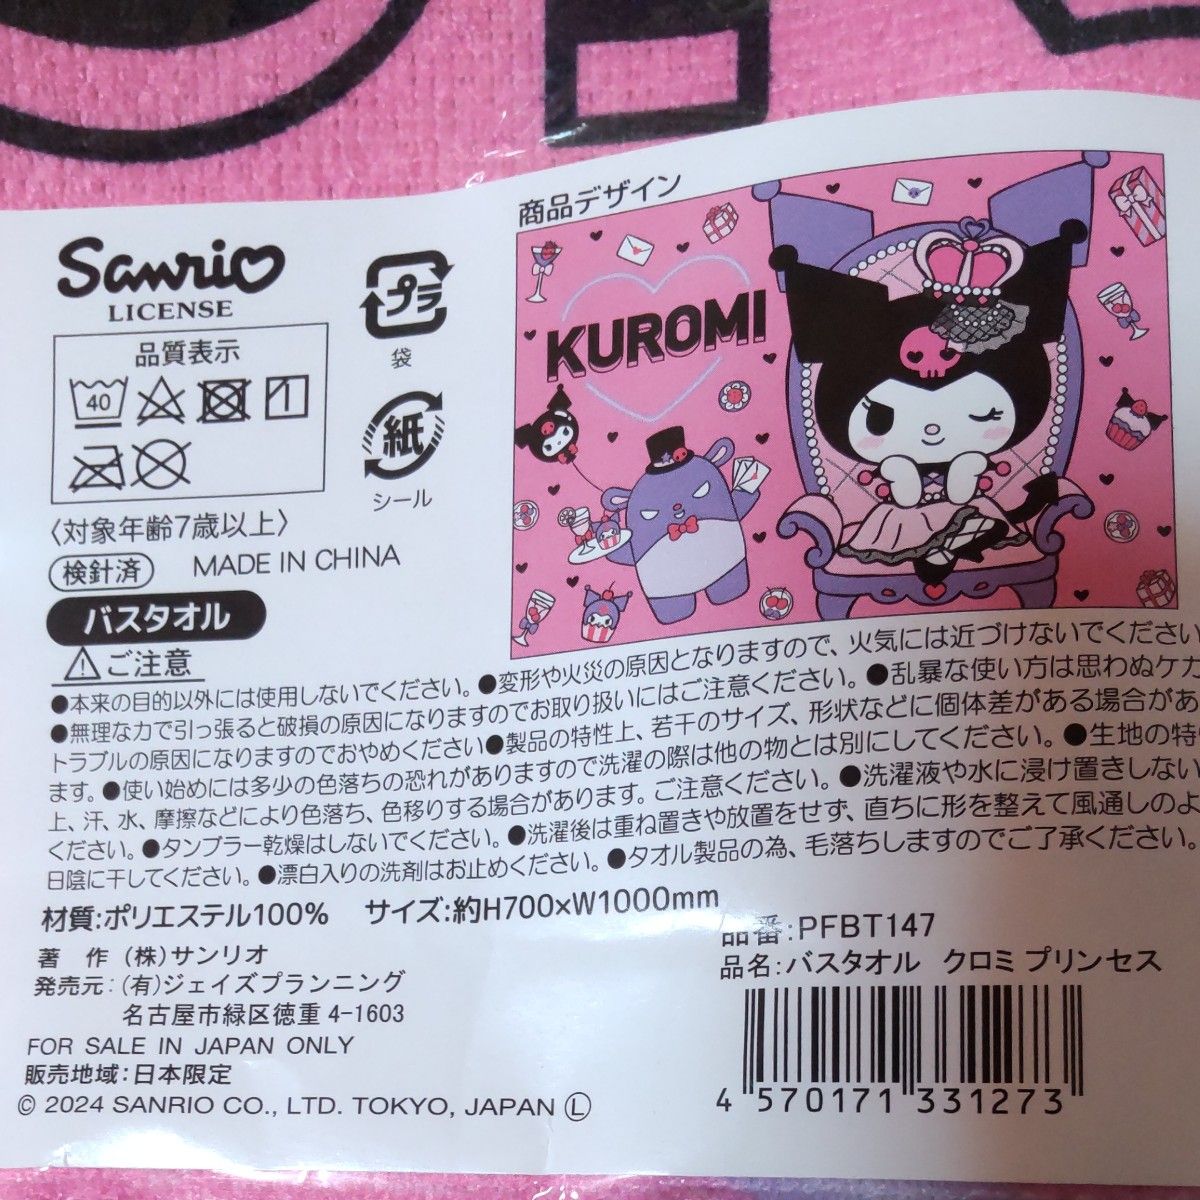 商品デザイン
KUROMI
Sanrio
LICENSE
品質表示
40
プラ
袋
紙
シール
〈対象年齢7歳以上〉
検針済 MADE IN CHINA
バスタオル
ご注意
●本来の目的以外には使用しないでください。●変形や火災の原因となりますので、火気には近づけないでください
●無理な力で引っ張ると破損の原因になりますのでお取り扱いにはご注意ください。●乱暴な使い方は思わぬケガ
トラブルの原因になりますのでおやめください●製品の特性上、若干のサイズ、形状などに個体差がある場合があ
ます。●使い始めには多少の色落ちの恐れがありますので洗濯の際は他の物とは別にしてください。●生地の特
上、汗、水、摩擦などにより色落ち、色移りする場合があります。ご注意ください。●洗濯液や水に浸け置きしない
ください。●タンブラー乾燥はしないでください。●洗濯後は重ね置きや放置をせず、直ちに形を整えて風通しのよ
日陰に干してください。●漂白入りの洗剤はお止めください。●タオル製品の為、毛落ちしますのでご了承ください。
材質:ポリエステル100% サイズ:約H700×W1000mm
著 作 (株)サンリオ
発売元:(有)ジェイズプランニング
名古屋市緑区徳重 4-1603
FOR SALE IN JAPAN ONLY
販売地域:日本限定
© 2024 SANRIO CO., LTD. TOKYO, JAPAN Ⓛ
品番:PFBT147
品名:バスタオル クロミ プリンセス
4 570171 331273